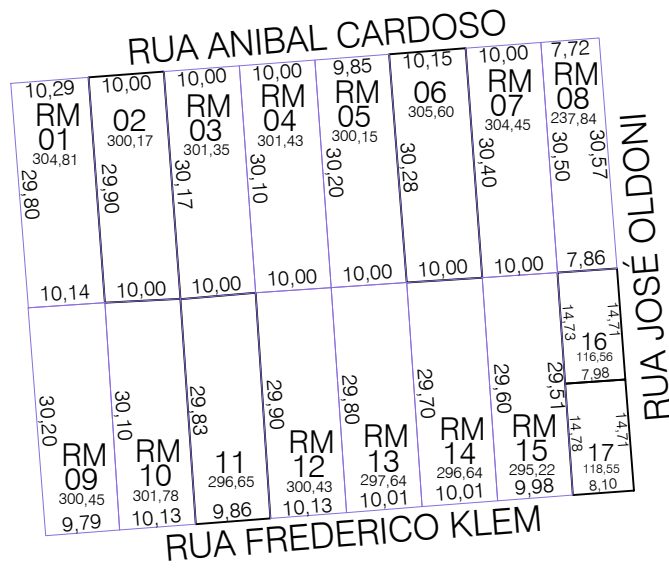 RUA ANIBAL CARDOSO
10,29 10,00 10,00 10,00 9,85 10,15 10,00 7,72
RM
01
304,81
02
300,17
RM
03
301,35
RM
04
301,43
RM
05
300,15
06
305,60
RM
07
304,45
RM
08
237,84
29,80 29,90 30,17 30,10 30,20 30,28 30,40 30,50 30,57
10,14 10,00 10,00 10,00 10,00 10,00 10,00 7,86
RUA JOSÉ OLDONI
14,73 14,71
16
116,56
7,98
30,20 30,10 29,83 29,90 29,80 29,70 29,60 29,51
14,78 14,71
RM
09
300,45
9,79
RM
10
301,78
10,13
11
296,65
9,86
RM
12
300,43
10,13
RM
13
297,64
10,01
RM
14
296,64
10,01
RM
15
295,22
9,98
17
118,55
8,10
RUA FREDERICO KLEM